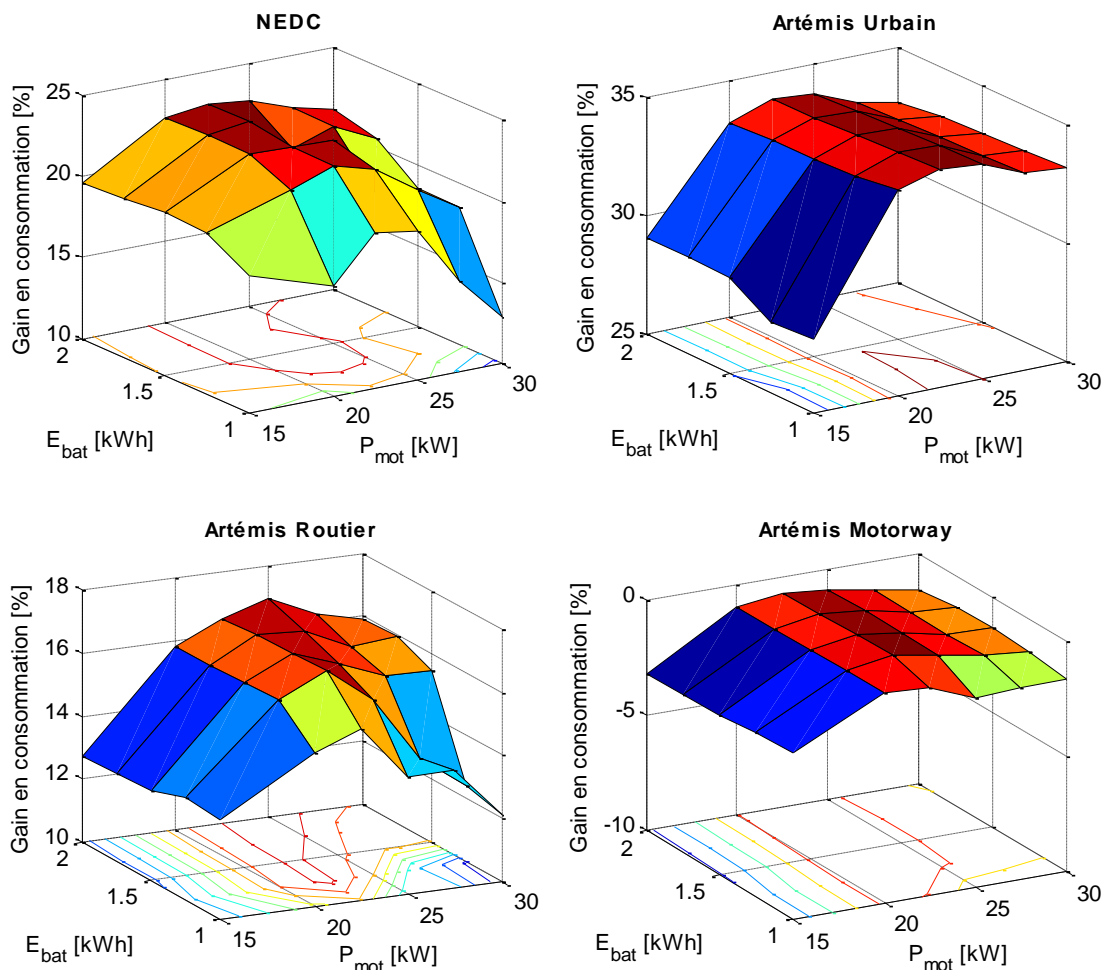 NEDC
Gain en consommation [%]
25
20
15
10
2
1.5
1
E_bat [kWh]
15
20
25
30
P_mot [kW]
Artémis Urbain
Gain en consommation [%]
35
30
25
2
1.5
1
E_bat [kWh]
15
20
25
30
P_mot [kW]
Artémis Routier
Gain en consommation [%]
18
16
14
12
10
2
1.5
1
E_bat [kWh]
15
20
25
30
P_mot [kW]
Artémis Motorway
Gain en consommation [%]
0
-5
-10
2
1.5
1
E_bat [kWh]
15
20
25
30
P_mot [kW]